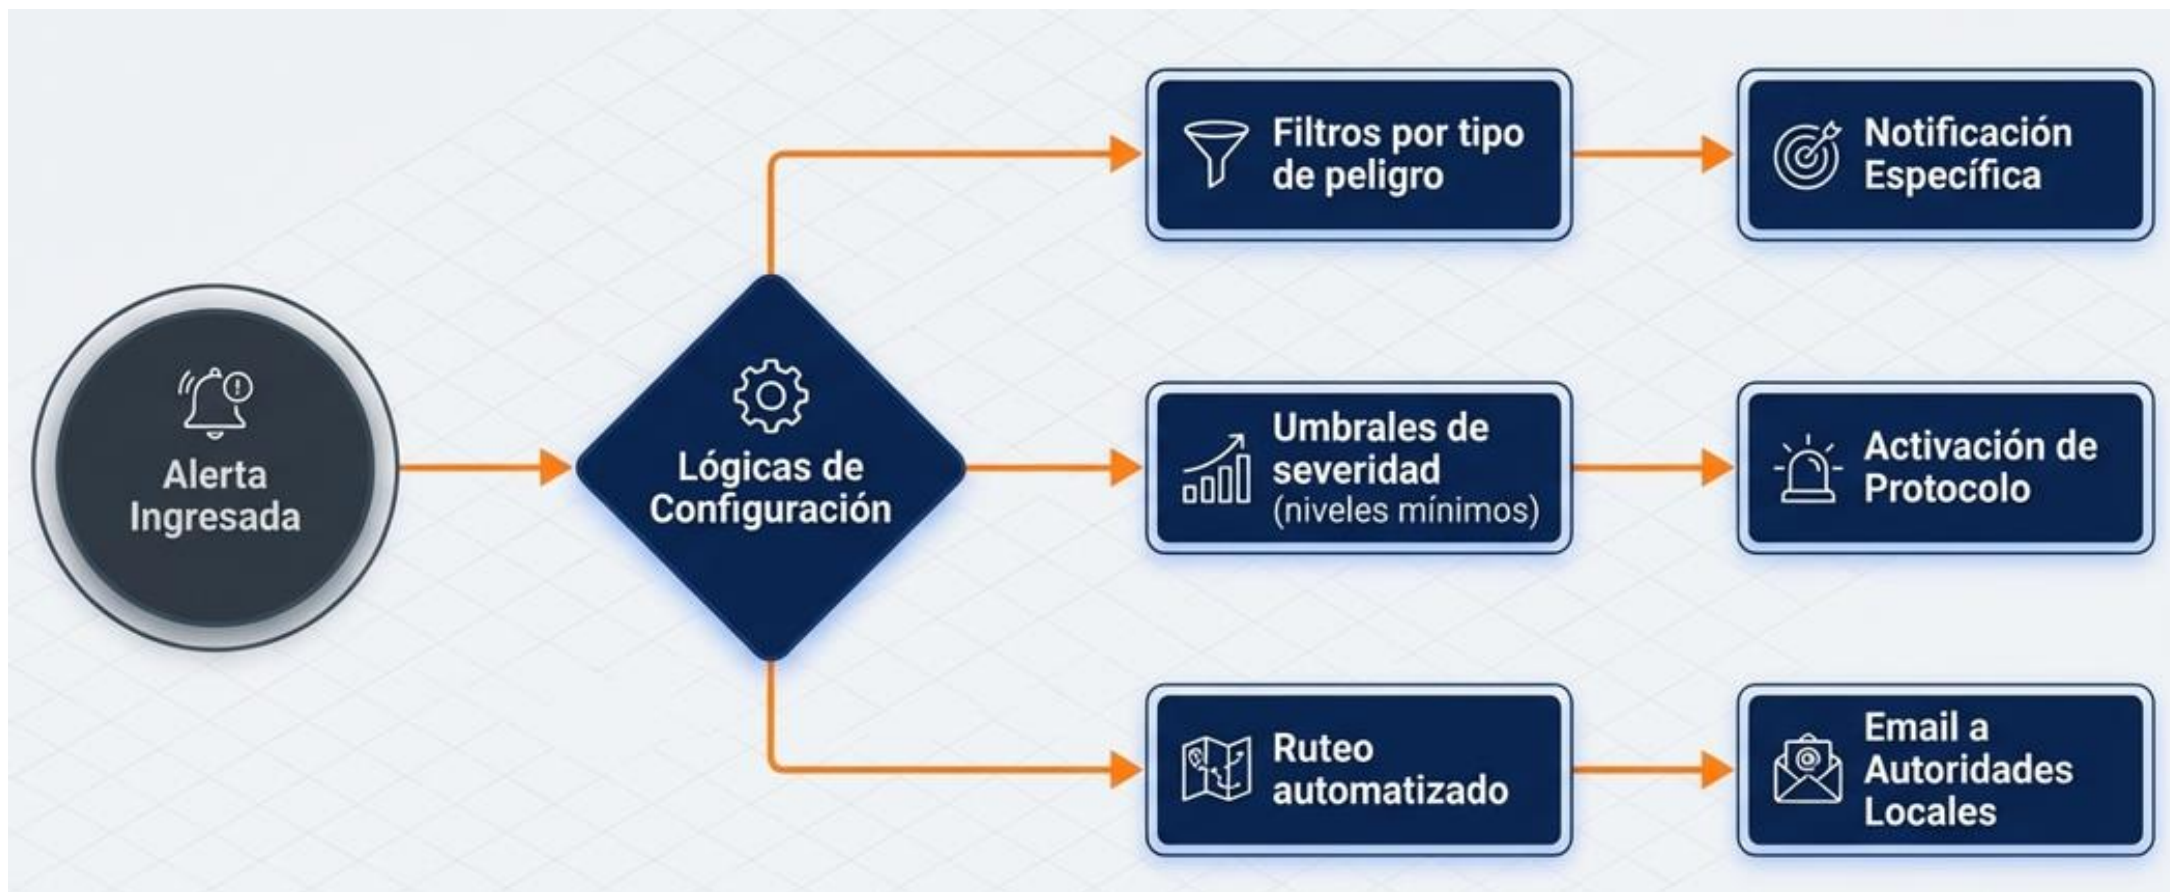 Alerta
Ingresada
Lógicas de
Configuración
Filtros por tipo
de peligro
Notificación
Específica
Umbrales de
severidad
(niveles mínimos)
Activación de
Protocolo
Ruteo
automatizado
Email a
Autoridades
Locales